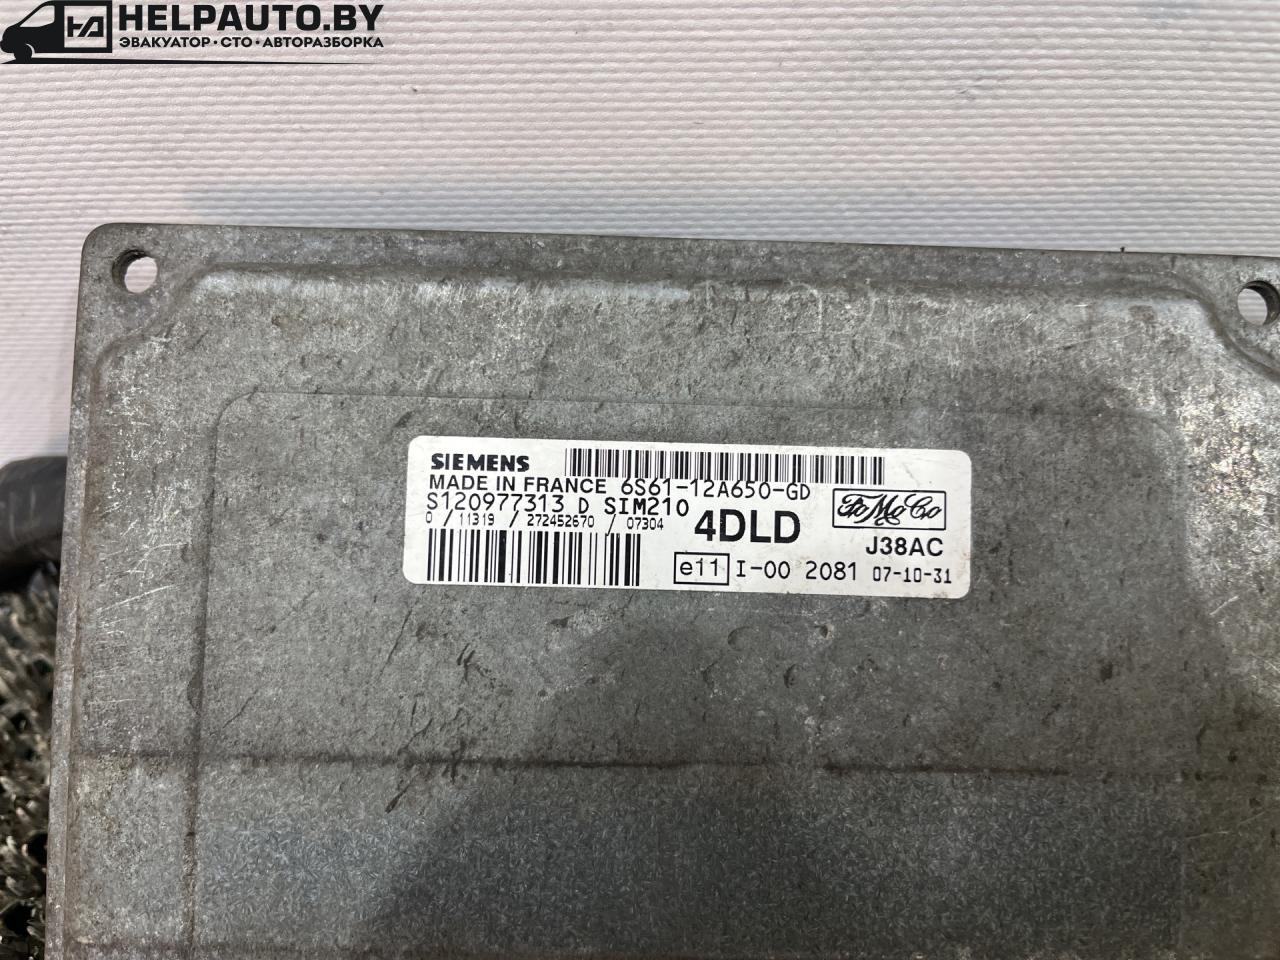 HELPAUTO.BY
ЭВАКУАТОР•СТО•АВТОРАЗБОРКА
SIEMENS
MADE IN FRANCE 6S61-12A650-GD
S120977313 D SIM210
0 / 11319 / 272452670 / 07304
4DLD
FoMoCo
J38AC
e11 I-00 2081 07-10-31